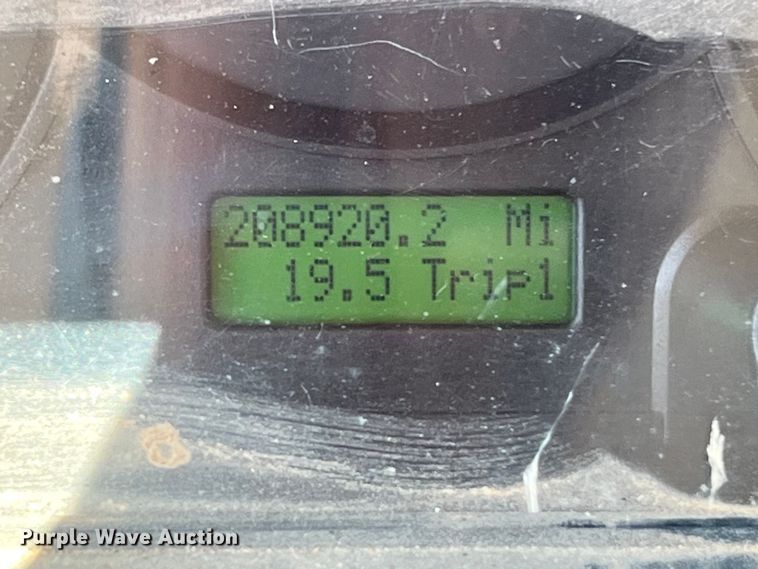 208920.2 Mi
19.5 Trip1
Purple Wave Auction